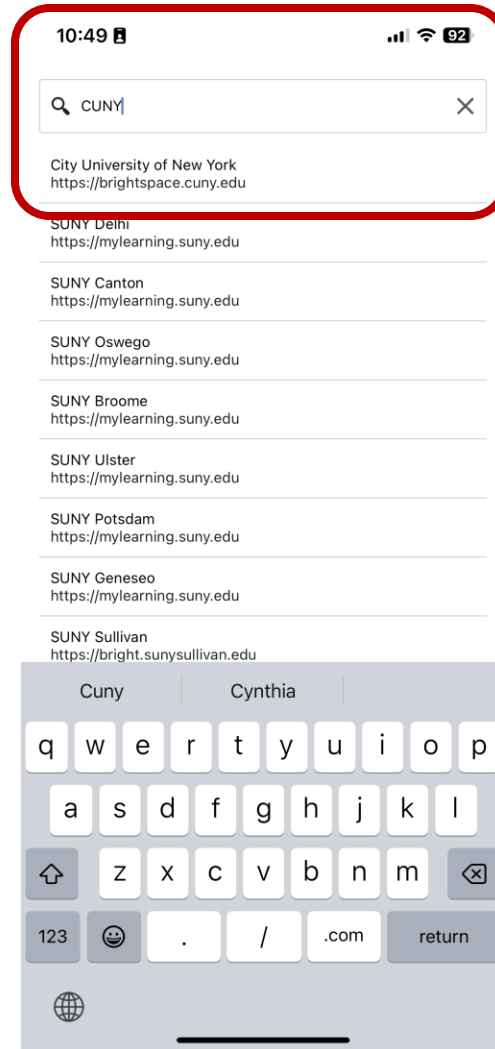 10:49 92
CUNY
City University of New York
https://brightspace.cuny.edu
SUNY Delhi
https://mylearning.suny.edu
SUNY Canton
https://mylearning.suny.edu
SUNY Oswego
https://mylearning.suny.edu
SUNY Broome
https://mylearning.suny.edu
SUNY Ulster
https://mylearning.suny.edu
SUNY Potsdam
https://mylearning.suny.edu
SUNY Geneseo
https://mylearning.suny.edu
SUNY Sullivan
https://bright.sunysullivan.edu
Cuny Cynthia
q w e r t y u i o p
a s d f g h j k l
z x c v b n m
123 . / .com return